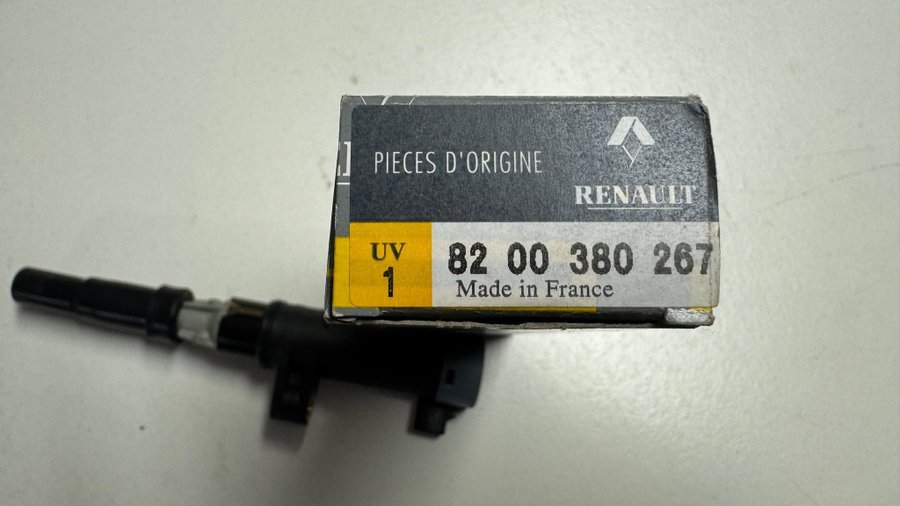 PIECES D'ORIGINE
RENAULT
UV
1
82 00 380 267
Made in France